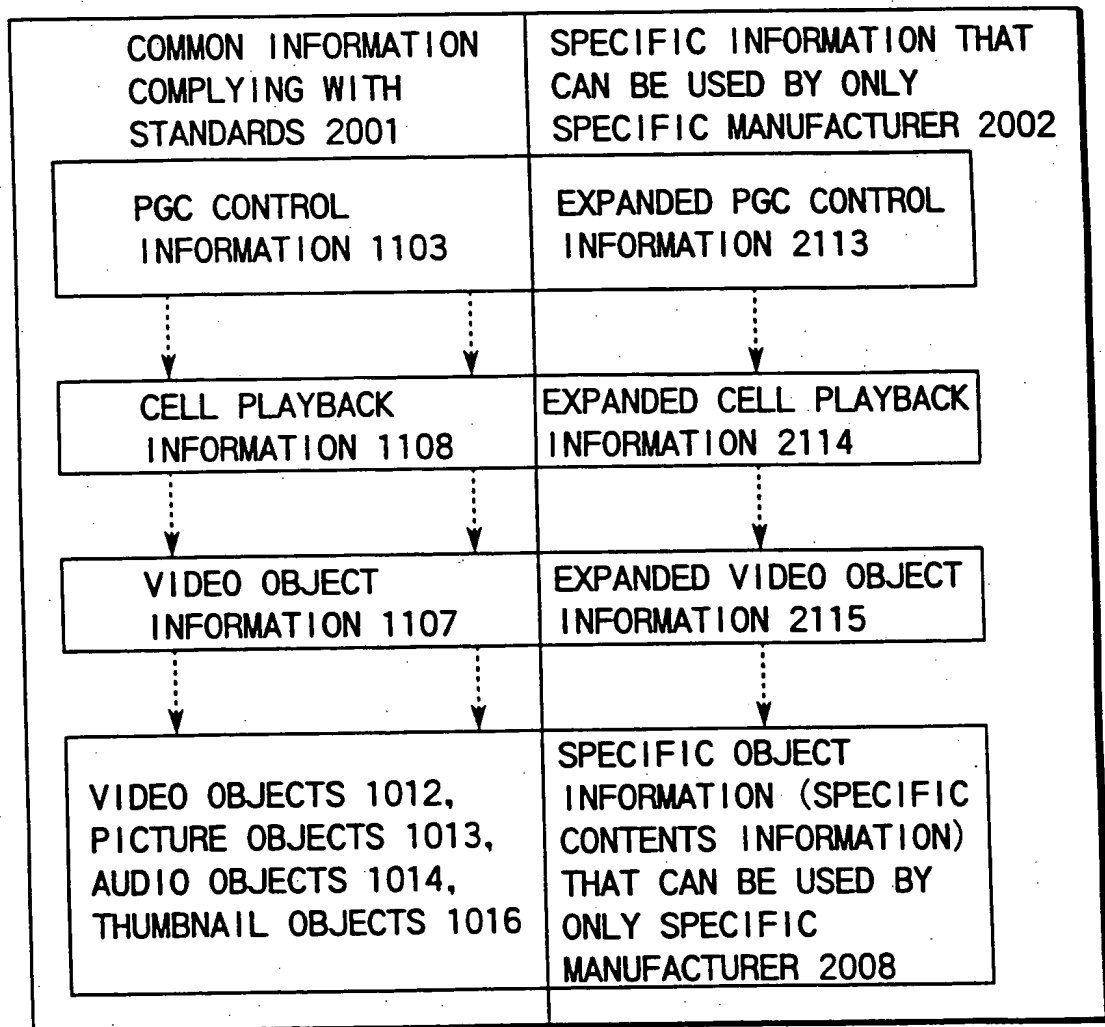 COMMON INFORMATION
COMPLYING WITH
STANDARDS 2001
SPECIFIC INFORMATION THAT
CAN BE USED BY ONLY
SPECIFIC MANUFACTURER 2002
PGC CONTROL
INFORMATION 1103
EXPANDED PGC CONTROL
INFORMATION 2113
CELL PLAYBACK
INFORMATION 1108
EXPANDED CELL PLAYBACK
INFORMATION 2114
VIDEO OBJECT
INFORMATION 1107
EXPANDED VIDEO OBJECT
INFORMATION 2115
VIDEO OBJECTS 1012,
PICTURE OBJECTS 1013,
AUDIO OBJECTS 1014,
THUMBNAIL OBJECTS 1016
SPECIFIC OBJECT
INFORMATION (SPECIFIC
CONTENTS INFORMATION)
THAT CAN BE USED BY
ONLY SPECIFIC
MANUFACTURER 2008